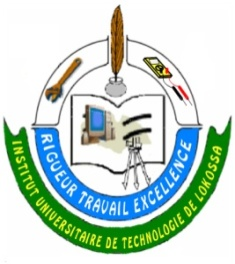 RIGUEUR TRAVAIL EXCELLENCE
INSTITUT UNIVERSITAIRE DE TECHNOLOGIE DE LOKOSSA